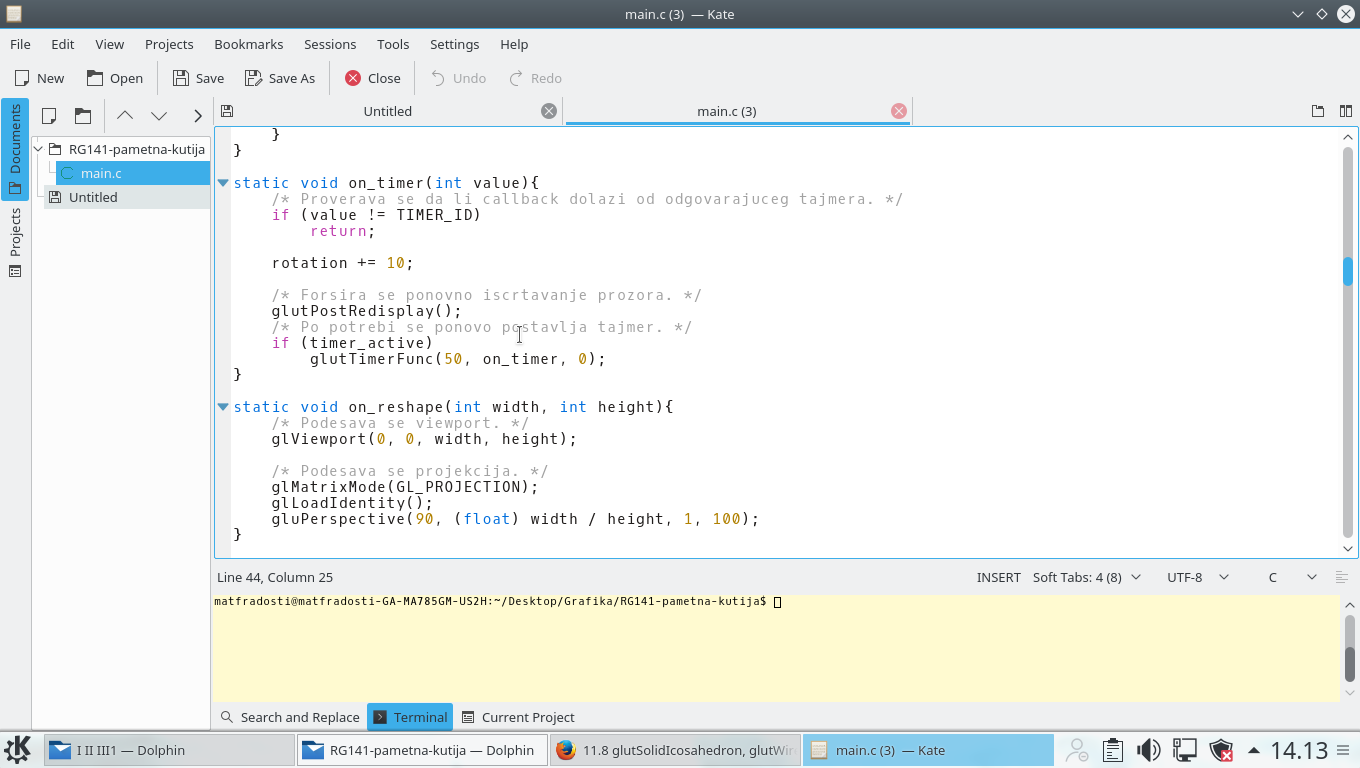 main.c (3) — Kate
File Edit View Projects Bookmarks Sessions Tools Settings Help
New Open Save Save As Close Undo Redo
Documents
Projects
RG141-pametna-kutija
main.c
Untitled
Untitled main.c (3)
}
}
static void on_timer(int value){
/* Proverava se da li callback dolazi od odgovarajuceg tajmera. */
if (value != TIMER_ID)
return;
rotation += 10;
/* Forsira se ponovno iscrtavanje prozora. */
glutPostRedisplay();
/* Po potrebi se ponovo postavlja tajmer. */
if (timer_active)
glutTimerFunc(50, on_timer, 0);
}
static void on_reshape(int width, int height){
/* Podesava se viewport. */
glViewport(0, 0, width, height);
/* Podesava se projekcija. */
glMatrixMode(GL_PROJECTION);
glLoadIdentity();
gluPerspective(90, (float) width / height, 1, 100);
}
Line 44, Column 25 INSERT Soft Tabs: 4 (8) UTF-8 C
matfradosti@matfradosti-GA-MA785GM-US2H:~/Desktop/Grafika/RG141-pametna-kutija$
Search and Replace Terminal Current Project
I II III1 — Dolphin RG141-pametna-kutija — Dolphin 11.8 glutSolidIcosahedron, glutWir main.c (3) — Kate 14.13